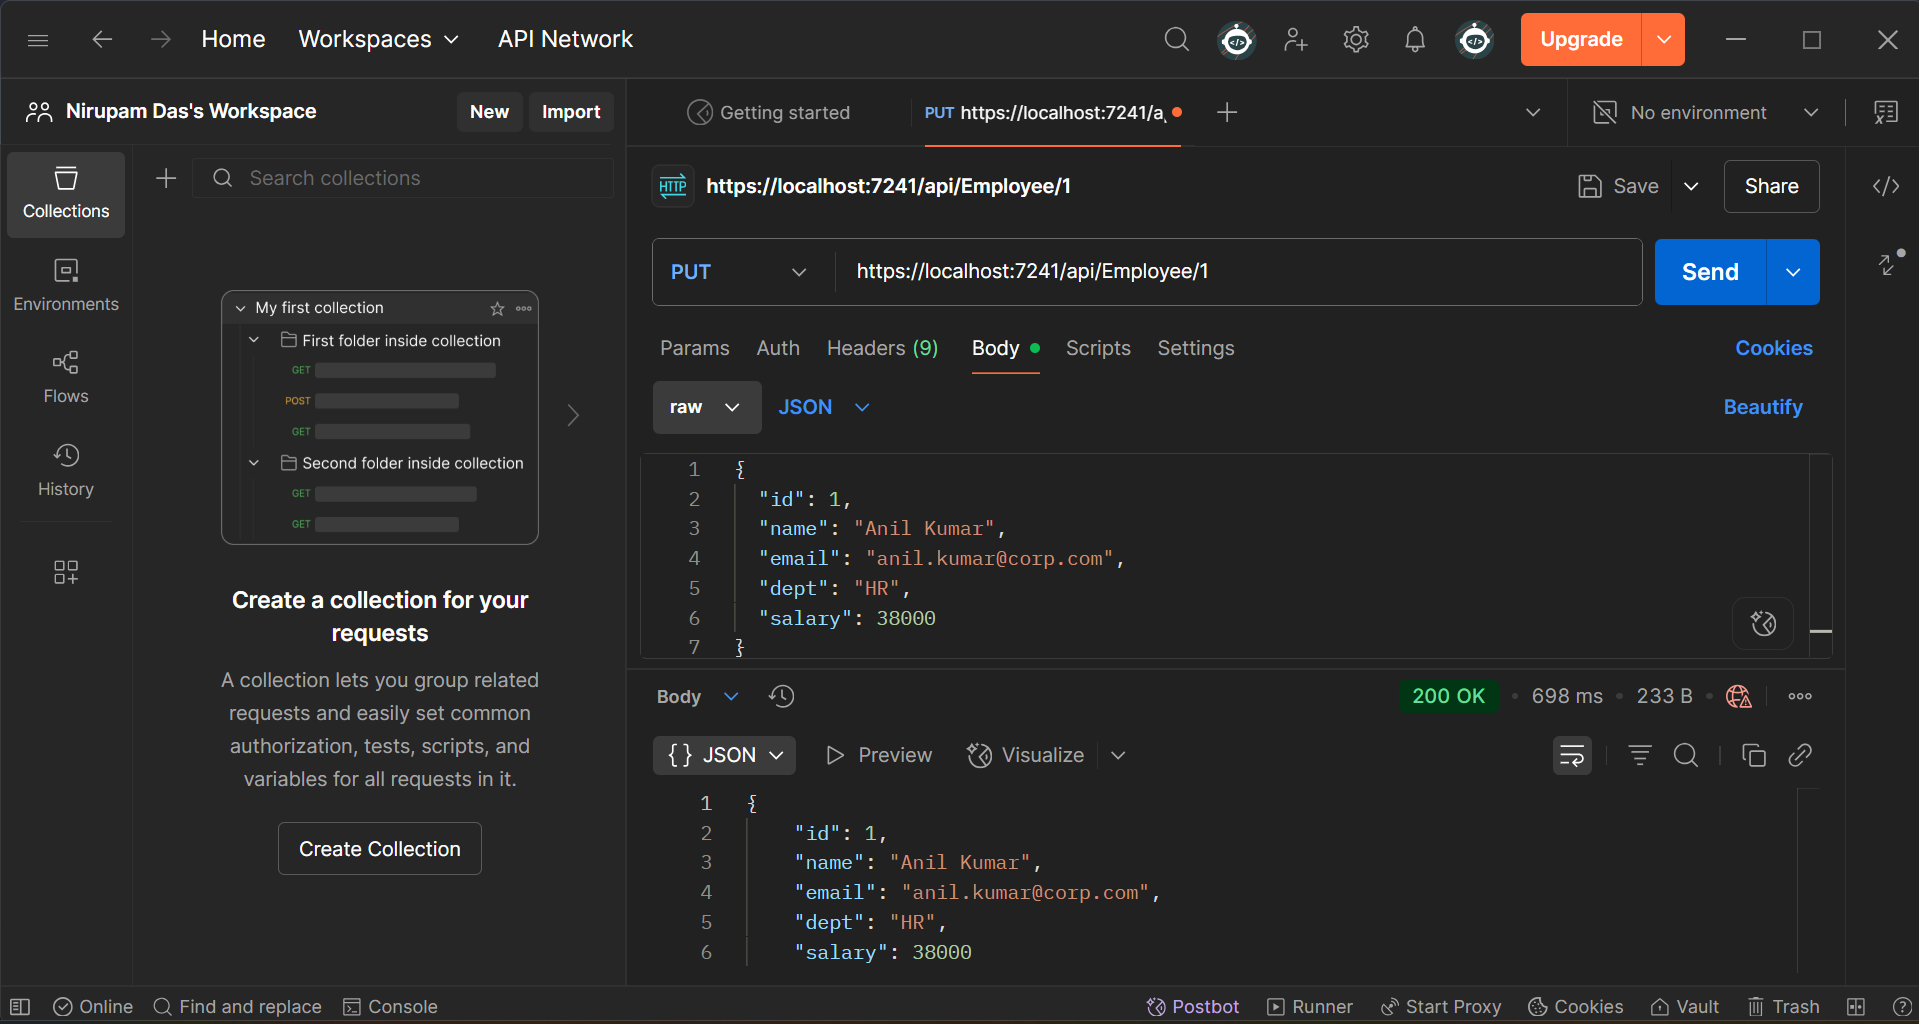 Home Workspaces API Network Upgrade
Nirupam Das's Workspace New Import
Getting started PUT https://localhost:7241/a No environment
Collections
Environments
Flows
History
Search collections
My first collection
First folder inside collection
GET
POST
GET
Second folder inside collection
GET
GET
Create a collection for your
requests
A collection lets you group related
requests and easily set common
authorization, tests, scripts, and
variables for all requests in it.
Create Collection
HTTP https://localhost:7241/api/Employee/1 Save Share
PUT https://localhost:7241/api/Employee/1 Send
Params Auth Headers (9) Body Scripts Settings Cookies
raw JSON Beautify
1 {
2 "id": 1,
3 "name": "Anil Kumar",
4 "email": "anil.kumar@corp.com",
5 "dept": "HR",
6 "salary": 38000
7 }
Body 200 OK 698 ms 233 B
{} JSON Preview Visualize
1 {
2 "id": 1,
3 "name": "Anil Kumar",
4 "email": "anil.kumar@corp.com",
5 "dept": "HR",
6 "salary": 38000
Online Find and replace Console Postbot Runner Start Proxy Cookies Vault Trash